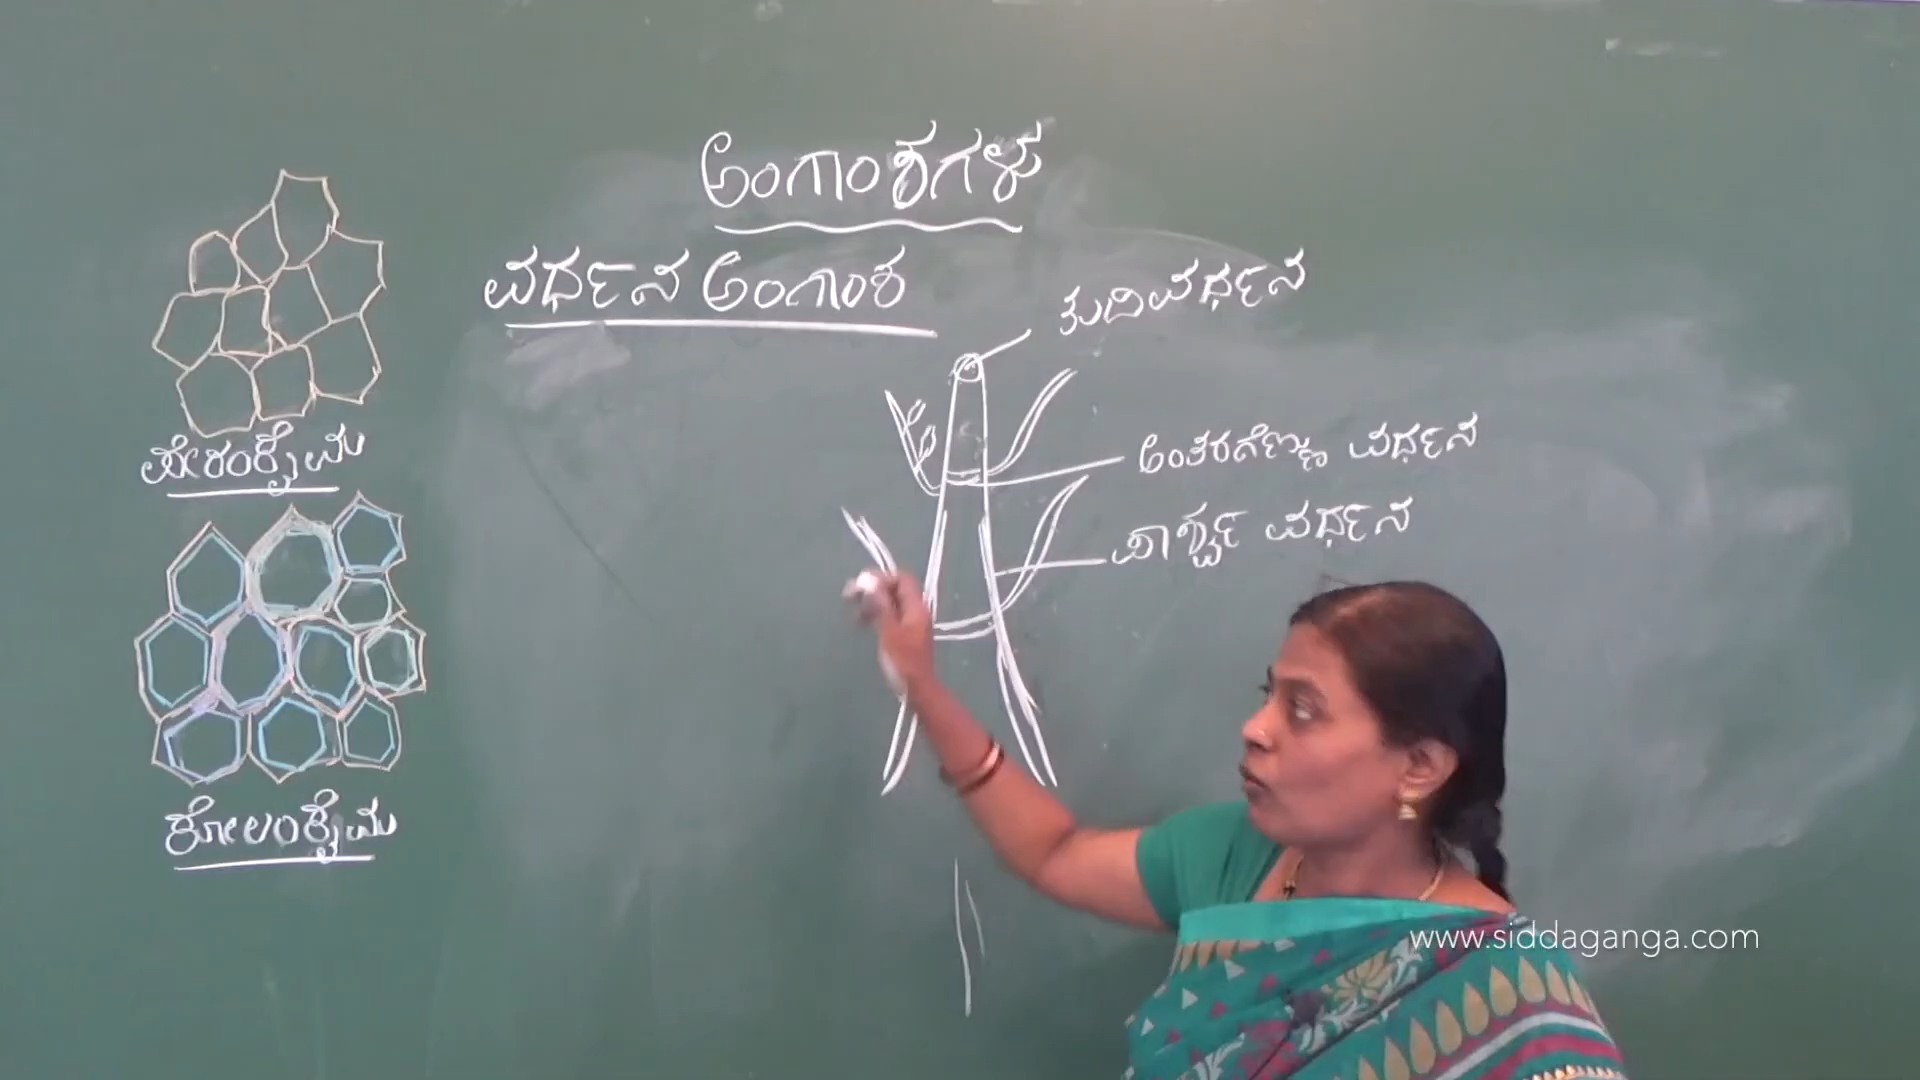 ಅಂಗಾಂಶಗಳು
ವರ್ಧನ ಅಂಗಾಂಶ
ತುದಿವರ್ಧನ
ಅಂತರಗೆಣ್ಣು ವರ್ಧನ
ಪಾರ್ಶ್ವ ವರ್ಧನ
ಪೇರಂಕೈಮ
ಕೋಲಂಕೈಮ
www.siddaganga.com